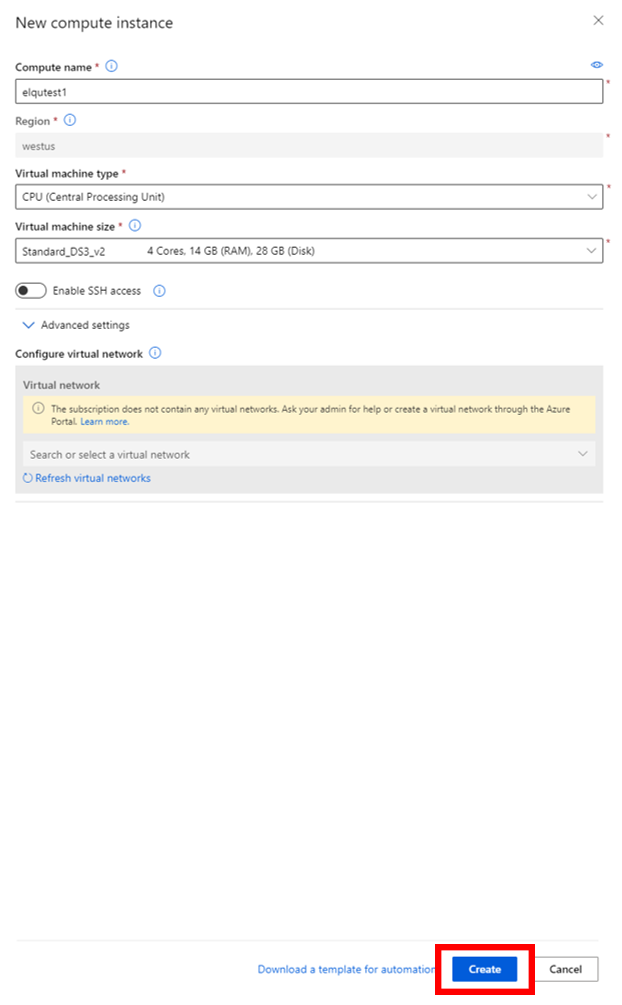 New compute instance
Compute name *
elqutest1
*
Region *
westus
*
Virtual machine type *
CPU (Central Processing Unit)
*
Virtual machine size *
Standard_DS3_v2 4 Cores, 14 GB (RAM), 28 GB (Disk)
*
Enable SSH access
Advanced settings
Configure virtual network
Virtual network
The subscription does not contain any virtual networks. Ask your admin for help or create a virtual network through the Azure
Portal. Learn more.
Search or select a virtual network
Refresh virtual networks
Download a template for automation Create Cancel